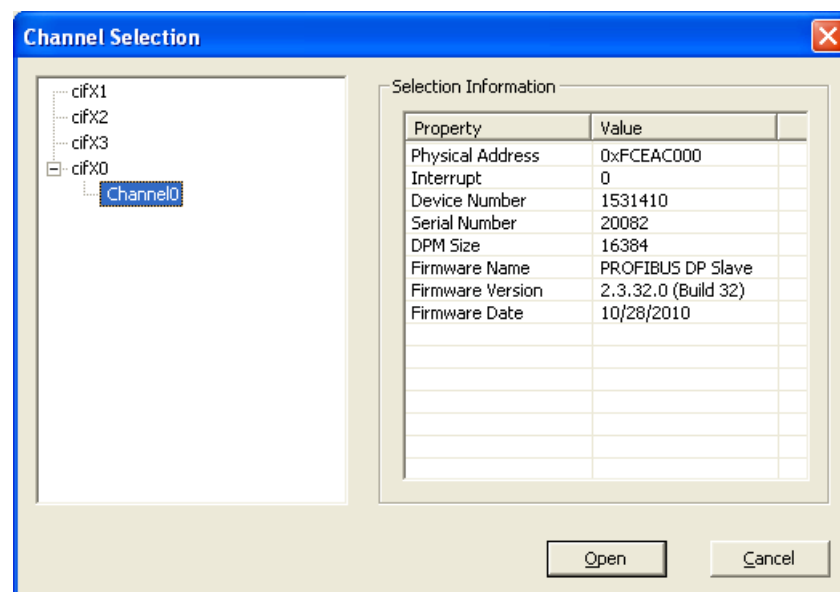 Channel Selection
cifX1
cifX2
cifX3
cifX0
Channel0
Selection Information
Property Value
Physical Address 0xFCEAC000
Interrupt 0
Device Number 1531410
Serial Number 20082
DPM Size 16384
Firmware Name PROFIBUS DP Slave
Firmware Version 2.3.32.0 (Build 32)
Firmware Date 10/28/2010
Open Cancel